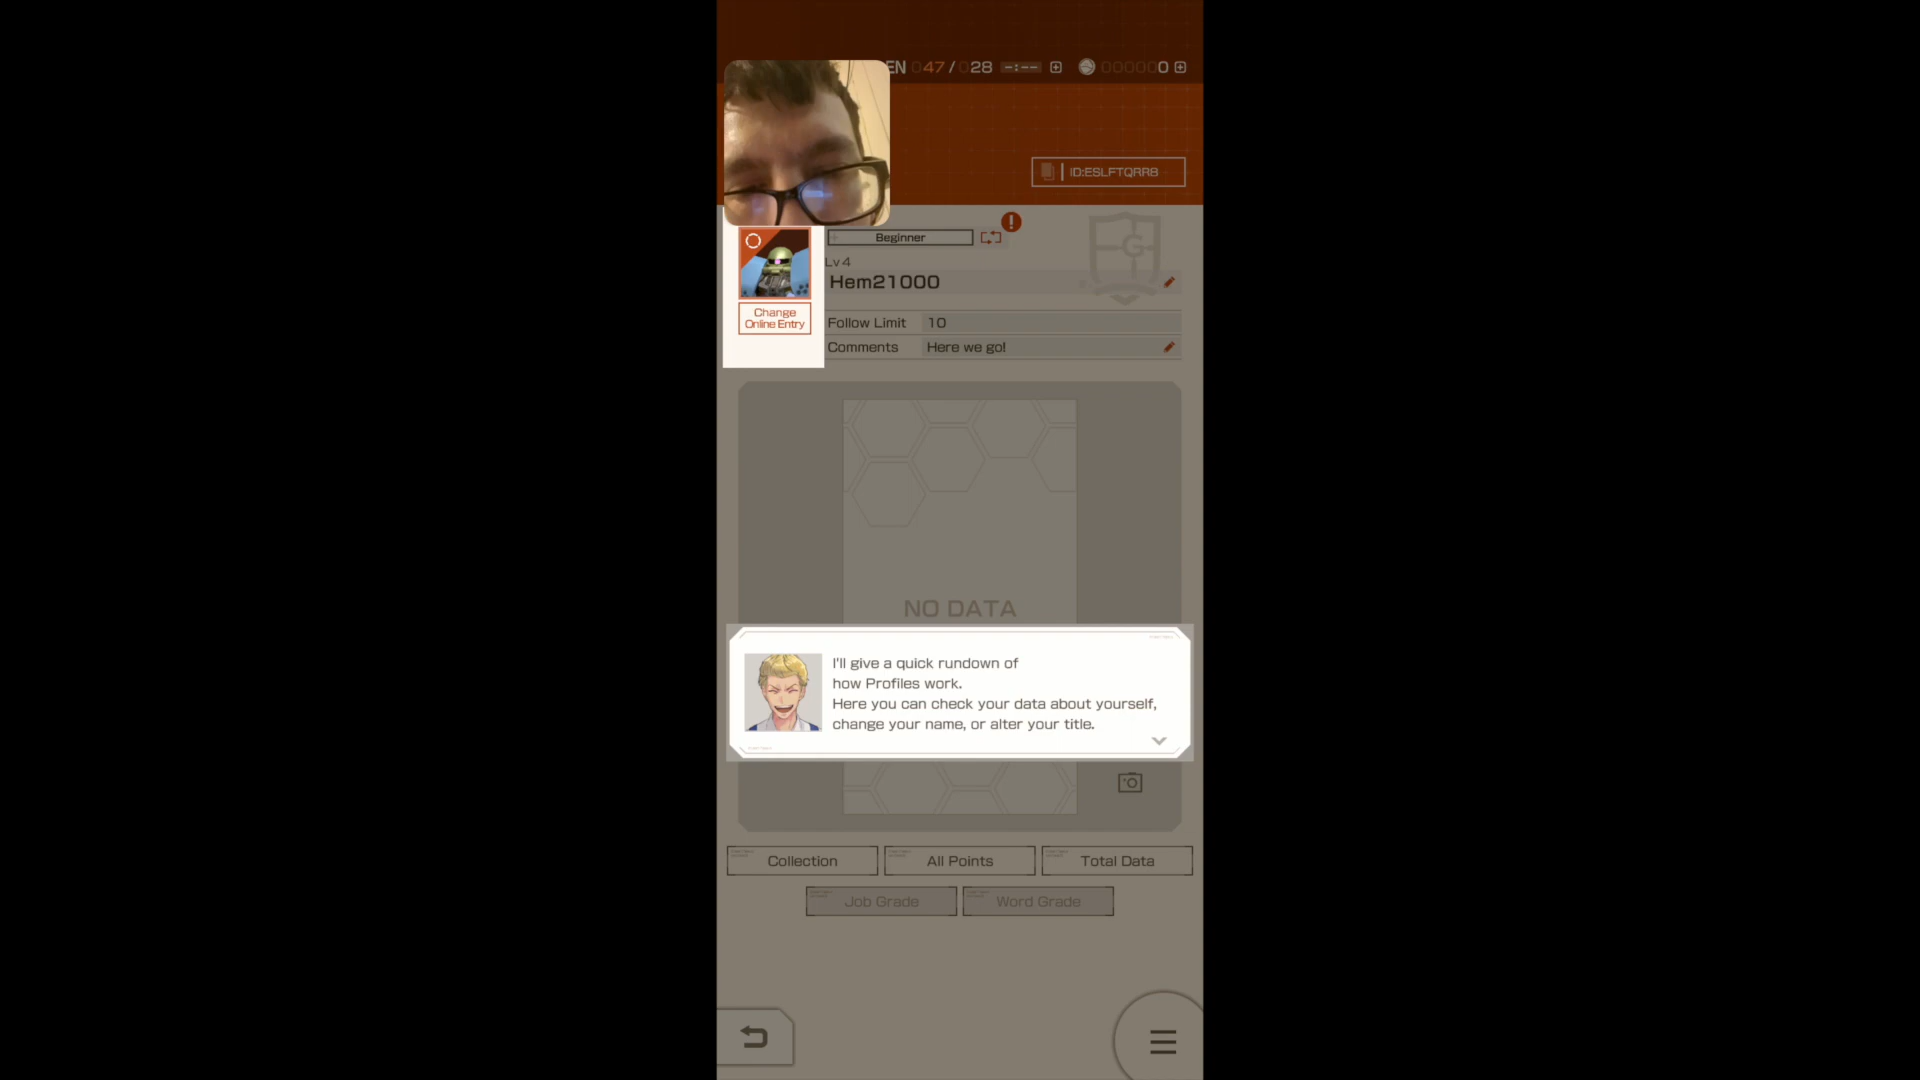 EN 047/028 -:-- 0000000
ID:ESLFTQRR8
Beginner
Lv4
Hem21000
Change
Online Entry
Follow Limit 10
Comments Here we go!
NO DATA
I'll give a quick rundown of
how Profiles work.
Here you can check your data about yourself,
change your name, or alter your title.
Collection All Points Total Data
Job Grade Word Grade